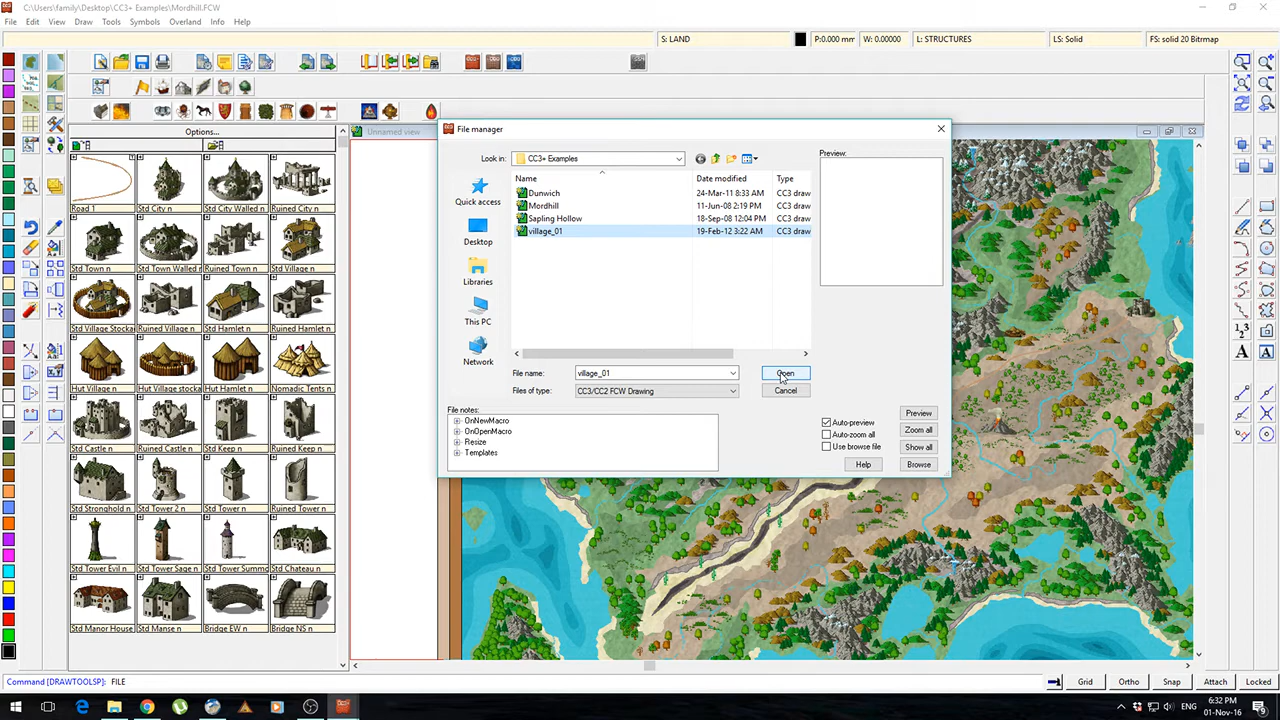 C:\Users\family\Desktop\CC3+ Examples\Mordhill.FCW
File Edit View Draw Tools Symbols Overland Info Help
S: LAND P:0.000 mm W: 0.00000 L: STRUCTURES LS: Solid FS: solid 20 Bitmap
Options...
Unnamed view
Road 1 Std City n Std City Walled n Ruined City n
Std Town n Std Town Walled n Ruined Town n Std Village n
Std Village Stocka Ruined Village n Std Hamlet n Ruined Hamlet n
Hut Village n Hut Village stocka Hut Hamlet n Nomadic Tents n
Std Castle n Ruined Castle n Std Keep n Ruined Keep n
Std Stronghold n Std Tower 2 n Std Tower n Ruined Tower n
Std Tower Evil n Std Tower Sage n Std Tower Summo Std Chateau n
Std Manor House Std Manse n Bridge EW n Bridge NS n
File manager
Look in: CC3+ Examples
Preview:
Name Date modified Type
Dunwich 24-Mar-11 8:33 AM CC3 draw
Mordhill 11-Jun-08 2:19 PM CC3 draw
Sapling Hollow 18-Sep-08 12:04 PM CC3 draw
village_01 19-Feb-12 3:22 AM CC3 draw
Quick access
Desktop
Libraries
This PC
Network
File name: village_01 Open
Files of type: CC3/CC2 FCW Drawing Cancel
File notes:
OnNewMacro
OnOpenMacro
Resize
Templates
Auto-preview
Auto-zoom all
Use browse file
Help
Preview
Zoom all
Show all
Browse
Command [DRAWTOOLSP]: FILE
Grid Ortho Snap Attach Locked
ENG
6:32 PM
01-Nov-16